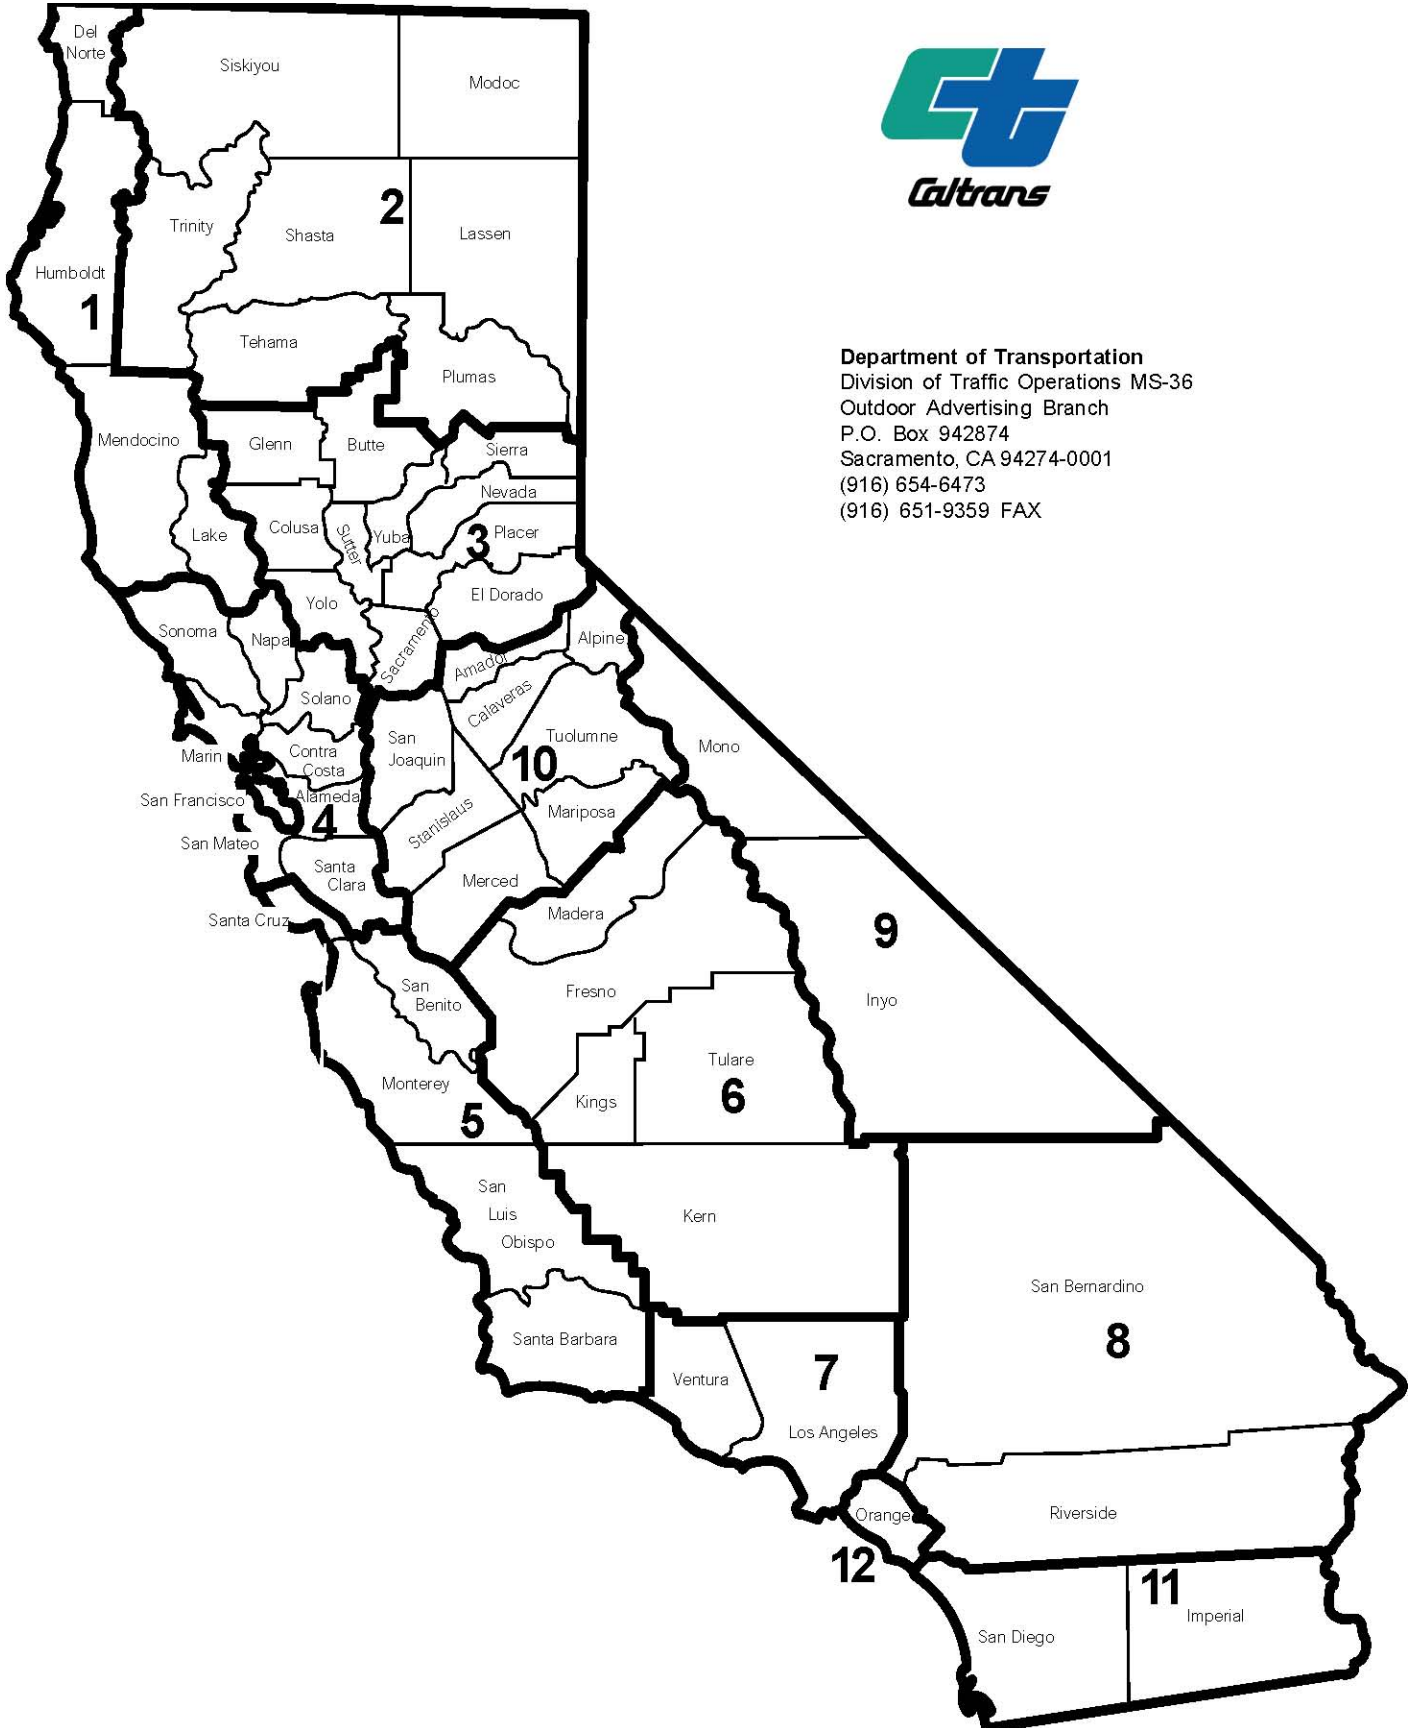 Del
Norte
Siskiyou
Modoc
Caltrans
2
Trinity
Shasta
Lassen
Humboldt
1
Tehama
Plumas
Department of Transportation
Division of Traffic Operations MS-36
Outdoor Advertising Branch
P.O. Box 942874
Sacramento, CA 94274-0001
(916) 654-6473
(916) 651-9359 FAX
Mendocino
Glenn
Butte
Sierra
Nevada
Lake
Colusa
Sutter
Yuba
3
Placer
Yolo
El Dorado
Sonoma
Napa
Sacramento
Amador
Alpine
Solano
Calaveras
Marin
Contra
Costa
San
Joaquin
Tuolumne
Mono
10
San Francisco
Alameda
4
Stanislaus
Mariposa
San Mateo
Santa
Clara
Merced
Santa Cruz
Madera
9
San
Benito
Fresno
Inyo
Monterey
5
Kings
Tulare
6
San
Luis
Obispo
Kern
San Bernardino
8
Santa Barbara
Ventura
7
Los Angeles
Orange
12
Riverside
11
Imperial
San Diego